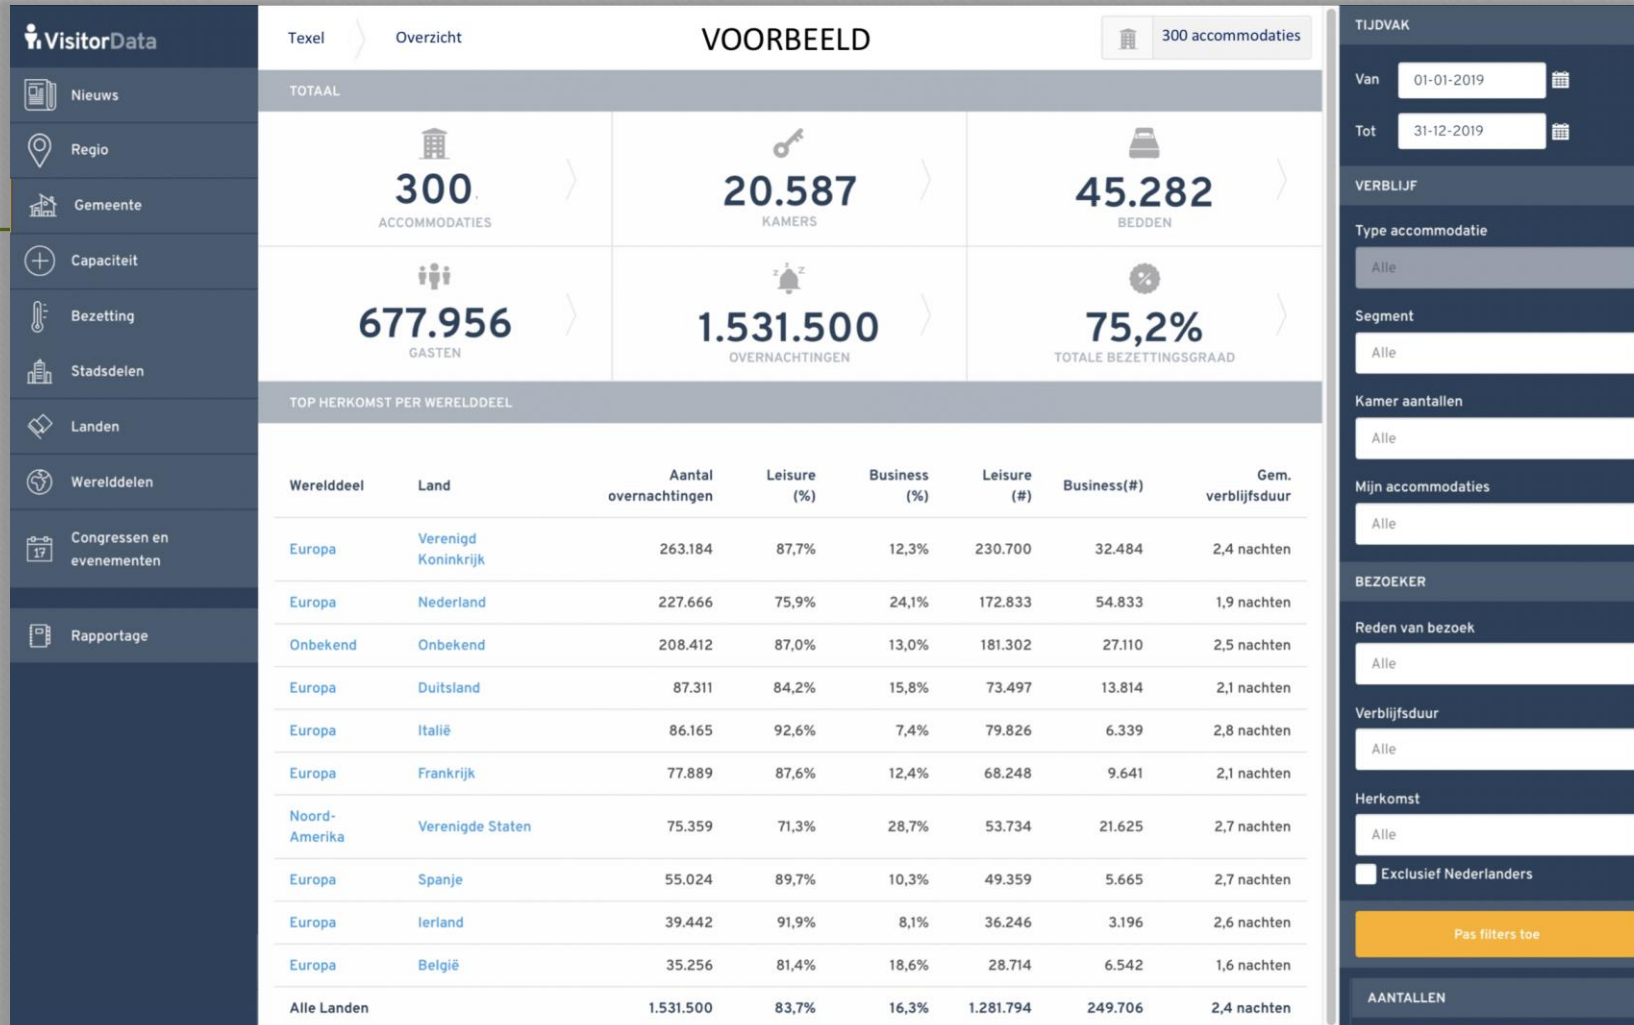 VisitorData
Nieuws
Regio
Gemeente
Capaciteit
Bezetting
Stadsdelen
Landen
Werelddelen
Congressen en
evenementen
17
Rapportage
Texel Overzicht VOORBEELD 300 accommodaties
TOTAAL
300 20.587 45.282
ACCOMMODATIES KAMERS BEDDEN
z z z
677.956 1.531.500 75,2%
GASTEN OVERNACHTINGEN TOTALE BEZETTINGSGRAAD
TOP HERKOMST PER WERELDDEEL
Werelddeel Land Aantal overnachtingen Leisure (%) Business (%) Leisure (#) Business(#) Gem. verblijfsduur
Europa Verenigd Koninkrijk 263.184 87,7% 12,3% 230.700 32.484 2,4 nachten
Europa Nederland 227.666 75,9% 24,1% 172.833 54.833 1,9 nachten
Onbekend Onbekend 208.412 87,0% 13,0% 181.302 27.110 2,5 nachten
Europa Duitsland 87.311 84,2% 15,8% 73.497 13.814 2,1 nachten
Europa Italië 86.165 92,6% 7,4% 79.826 6.339 2,8 nachten
Europa Frankrijk 77.889 87,6% 12,4% 68.248 9.641 2,1 nachten
Noord-Amerika Verenigde Staten 75.359 71,3% 28,7% 53.734 21.625 2,7 nachten
Europa Spanje 55.024 89,7% 10,3% 49.359 5.665 2,7 nachten
Europa Ierland 39.442 91,9% 8,1% 36.246 3.196 2,6 nachten
Europa België 35.256 81,4% 18,6% 28.714 6.542 1,6 nachten
Alle Landen 1.531.500 83,7% 16,3% 1.281.794 249.706 2,4 nachten
TIJDVAK
Van 01-01-2019
Tot 31-12-2019
VERBLIJF
Type accommodatie
Alle
Segment
Alle
Kamer aantallen
Alle
Mijn accommodaties
Alle
BEZOEKER
Reden van bezoek
Alle
Verblijfsduur
Alle
Herkomst
Alle
Exclusief Nederlanders
Pas filters toe
AANTALLEN